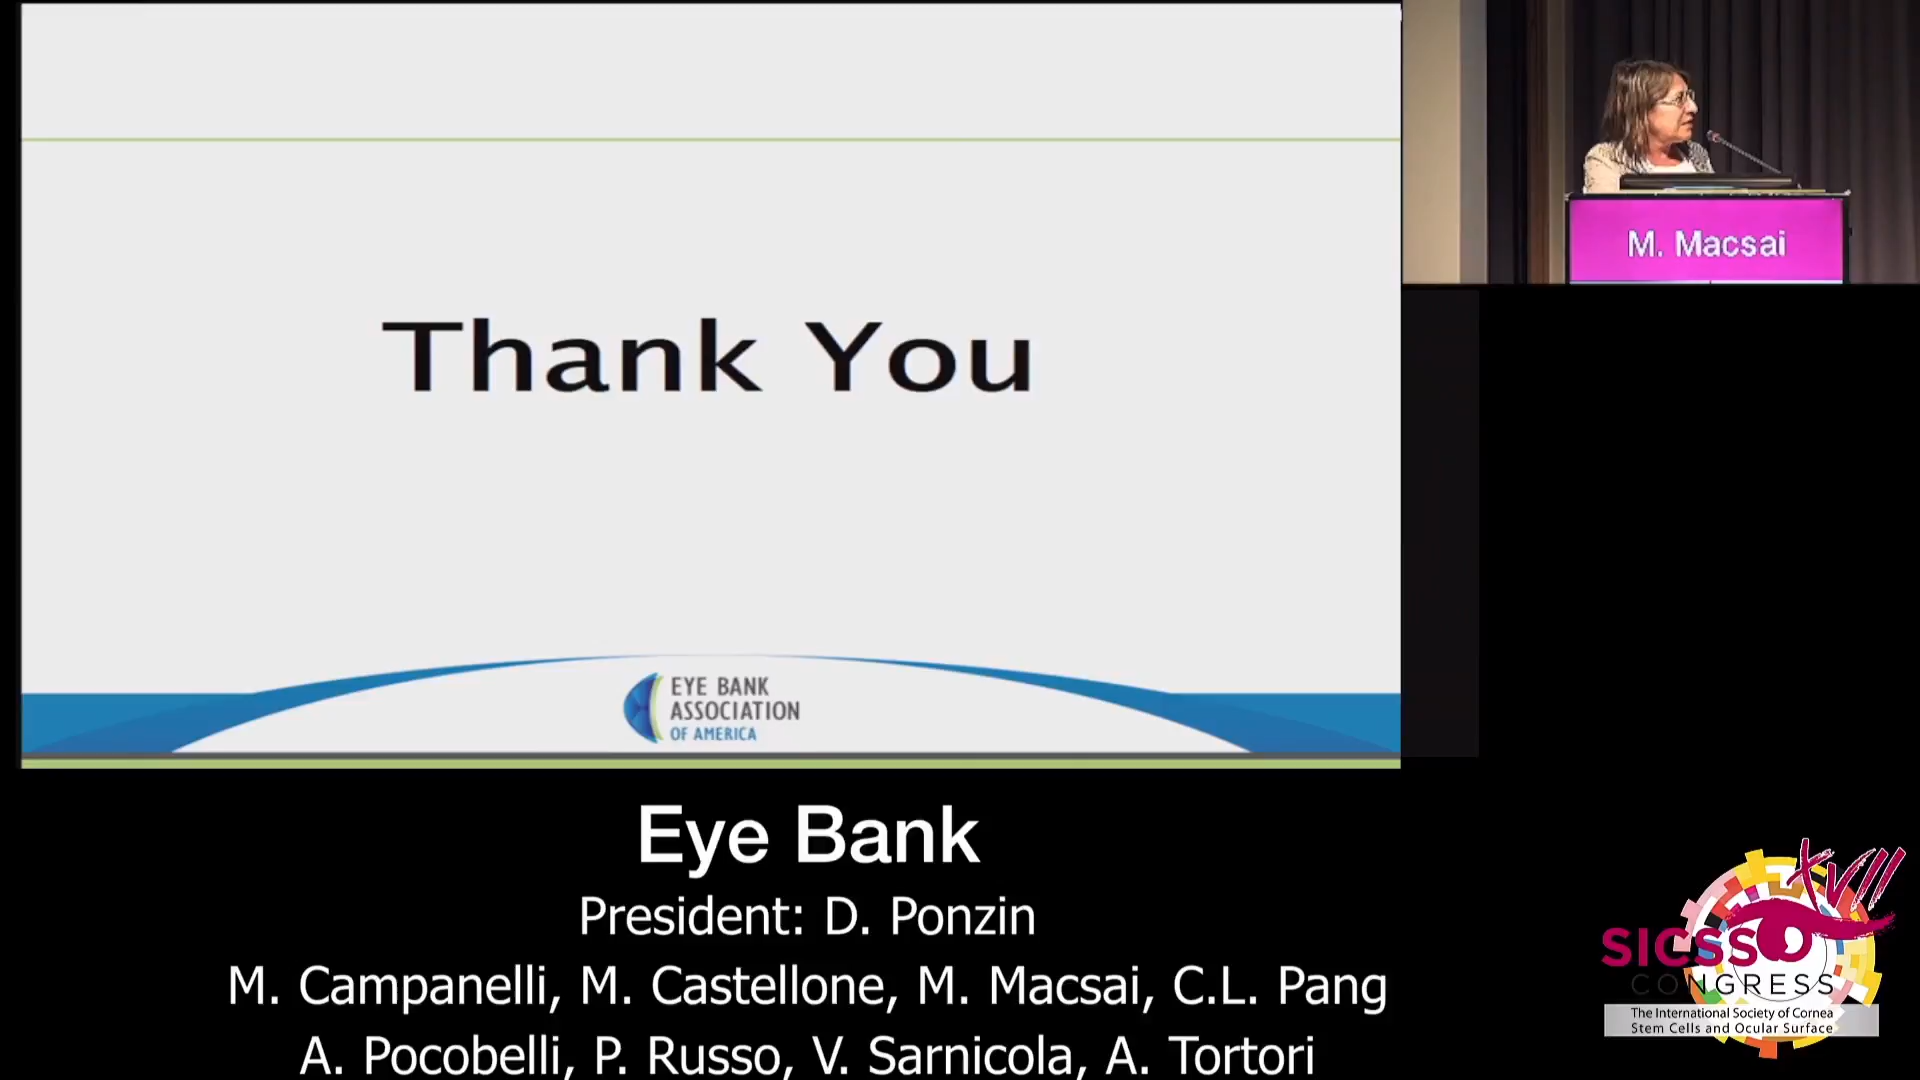 Thank You
EYE BANK
ASSOCIATION
OF AMERICA
M. Macsai
Eye Bank
President: D. Ponzin
M. Campanelli, M. Castellone, M. Macsai, C.L. Pang
A. Pocobelli, P. Russo, V. Sarnicola, A. Tortori
XVII
SICSSO
CONGRESS
The International Society of Cornea
Stem Cells and Ocular Surface